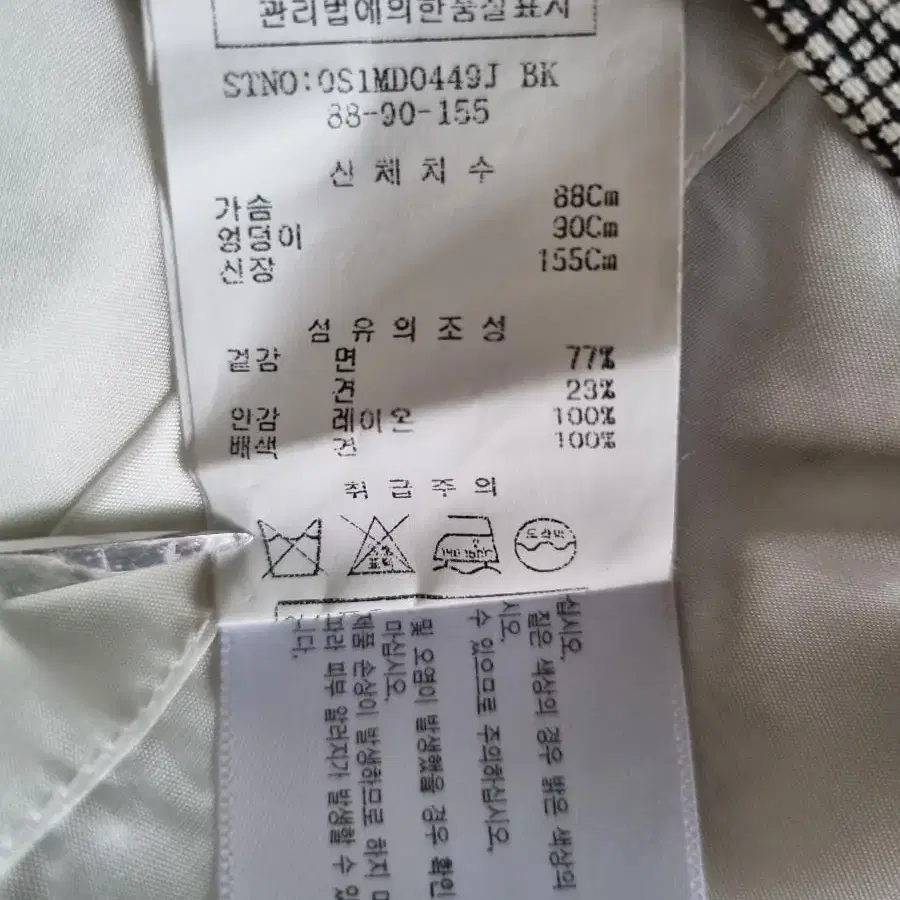 관리법에의한품질표시
STNO:0S1MD0449J BK
88-90-155
신 체 치 수
가슴 88Cm
엉덩이 90Cm
신장 155Cm
섬 유 의 조 성
겉감 면 77%
견 23%
안감 레이온 100%
배색 견 100%
취 급 주 의
표백
드라이
십시오.
짙은 색상의 경우 밝은 색상의
시오.
수 있으므로 주의하십시오.
및 오염이 발생했을 경우 확인
마십시오.
제품 손상이 발생하므로 하지 마
따라 피부 알러지가 발생할 수 있
니다.